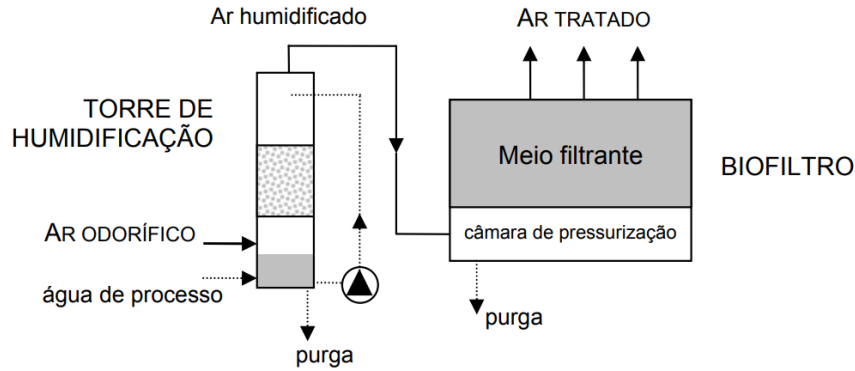 Ar humidificado
AR TRATADO
TORRE DE
HUMIDIFICAÇÃO
Meio filtrante
BIOFILTRO
AR ODORÍFICO
câmara de pressurização
água de processo
purga
purga